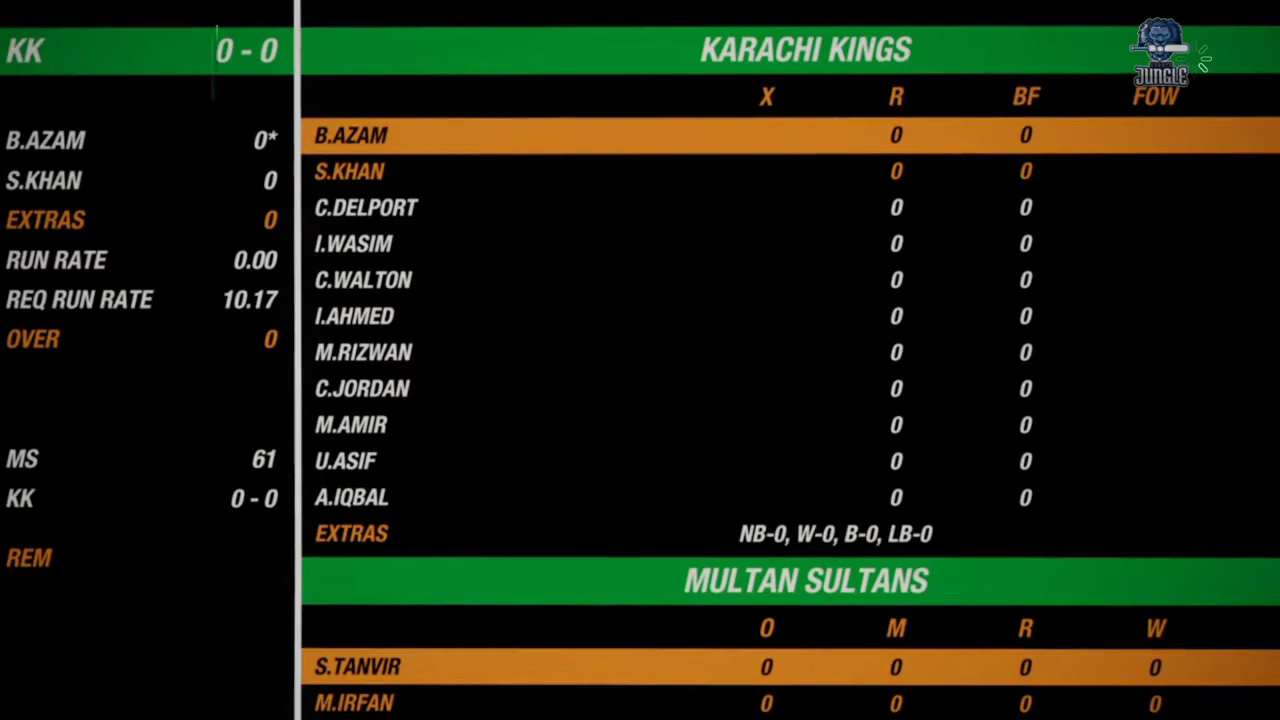 KK 0 - 0
B.AZAM 0*
S.KHAN 0
EXTRAS 0
RUN RATE 0.00
REQ RUN RATE 10.17
OVER 0
MS 61
KK 0 - 0
REM
KARACHI KINGS
JUNGLE
X R BF FOW
B.AZAM 0 0
S.KHAN 0 0
C.DELPORT 0 0
I.WASIM 0 0
C.WALTON 0 0
I.AHMED 0 0
M.RIZWAN 0 0
C.JORDAN 0 0
M.AMIR 0 0
U.ASIF 0 0
A.IQBAL 0 0
EXTRAS NB-0, W-0, B-0, LB-0
MULTAN SULTANS
O M R W
S.TANVIR 0 0 0 0
M.IRFAN 0 0 0 0